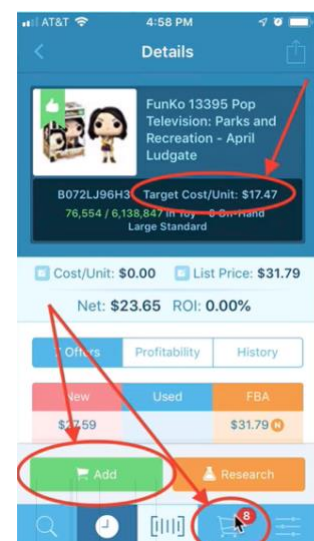 AT&T 4:58 PM
Details
FunKo 13395 Pop
Television: Parks and
Recreation - April
Ludgate
B072LJ96H3 Target Cost/Unit: $17.47
76,554 / 6,138,847 in Toy 0 On-Hand
Large Standard
Cost/Unit: $0.00 List Price: $31.79
Net: $23.65 ROI: 0.00%
Offers Profitability History
New Used FBA
$27.59 $31.79 H
Add Research
8